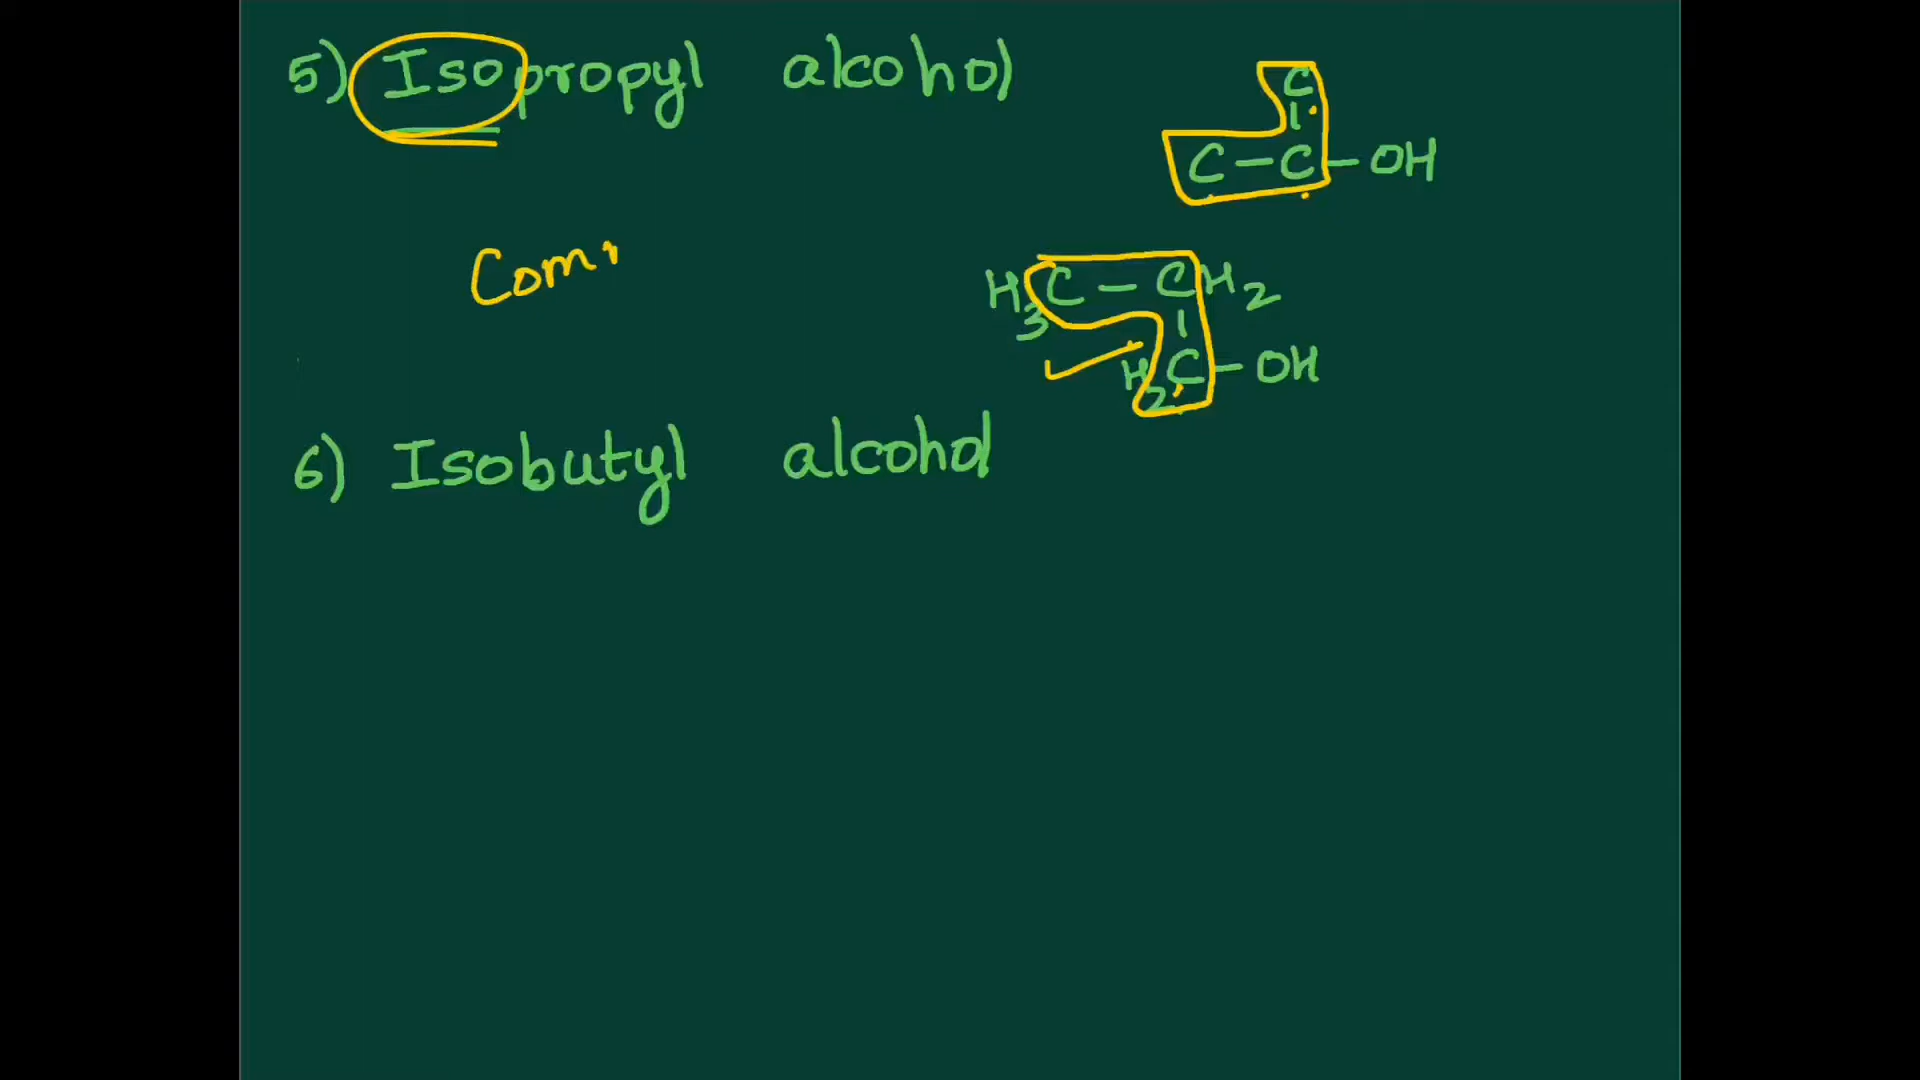 5) Isopropyl alcohol
C
C - C - OH
Com
H3C - CH2
H2C - OH
6) Isobutyl alcohol